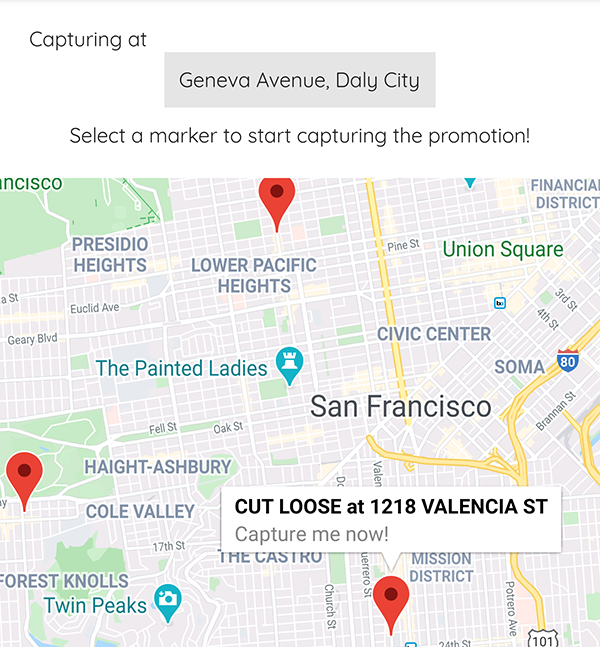 Capturing at
Geneva Avenue, Daly City
Select a marker to start capturing the promotion!
ncisco
FINANCIAL
DISTRICT
PRESIDIO
HEIGHTS
Pine St
Union Square
LOWER PACIFIC
HEIGHTS
a St
Euclid Ave
3rd St
4th St
Geary Blvd
CIVIC CENTER
The Painted Ladies
SOMA
80
San Francisco
Brannan St
Fell St
Oak St
HAIGHT-ASHBURY
Valen
CUT LOOSE at 1218 VALENCIA ST
Capture me now!
COLE VALLEY
17th St
THE CASTRO
uerrero St
MISSION
DISTRICT
FOREST KNOLLS
Twin Peaks
Church St
Potrero Ave
24th St
101